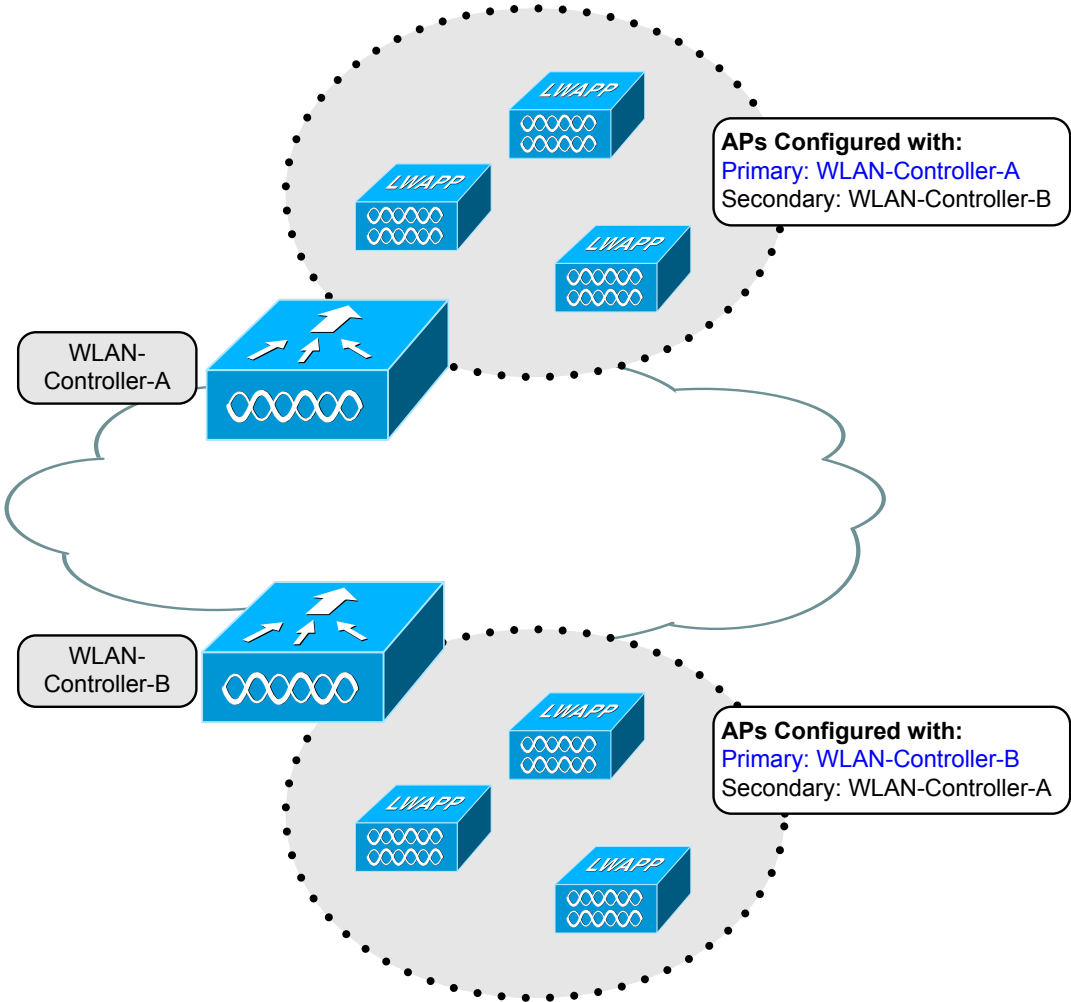 LWAPP
LWAPP
LWAPP
APs Configured with:
Primary: WLAN-Controller-A
Secondary: WLAN-Controller-B
WLAN-
Controller-A
WLAN-
Controller-B
LWAPP
LWAPP
LWAPP
APs Configured with:
Primary: WLAN-Controller-B
Secondary: WLAN-Controller-A